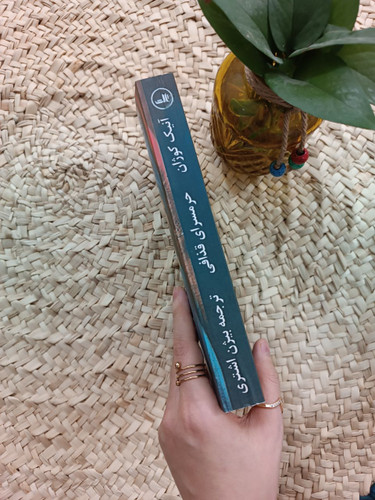 آنیک کوژان
حرمسرای قذافی
ترجمه بیژن اشتری